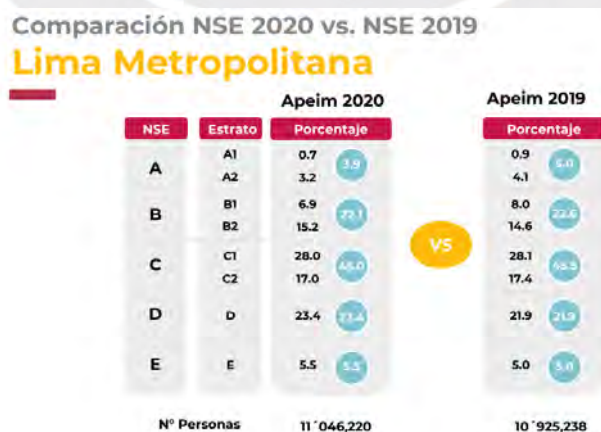 Comparación NSE 2020 vs. NSE 2019
Lima Metropolitana
Apeim 2020 Apeim 2019
NSE Estrato Porcentaje Porcentaje
A A1 0.7 3.9 0.9 5.0
A2 3.2 4.1
B B1 6.9 22.1 8.0 22.6
B2 15.2 14.6
VS
C C1 28.0 45.0 28.1 45.5
C2 17.0 17.4
D D 23.4 23.4 21.9 21.9
E E 5.5 5.5 5.0 5.0
N° Personas 11´046,220 10´925,238